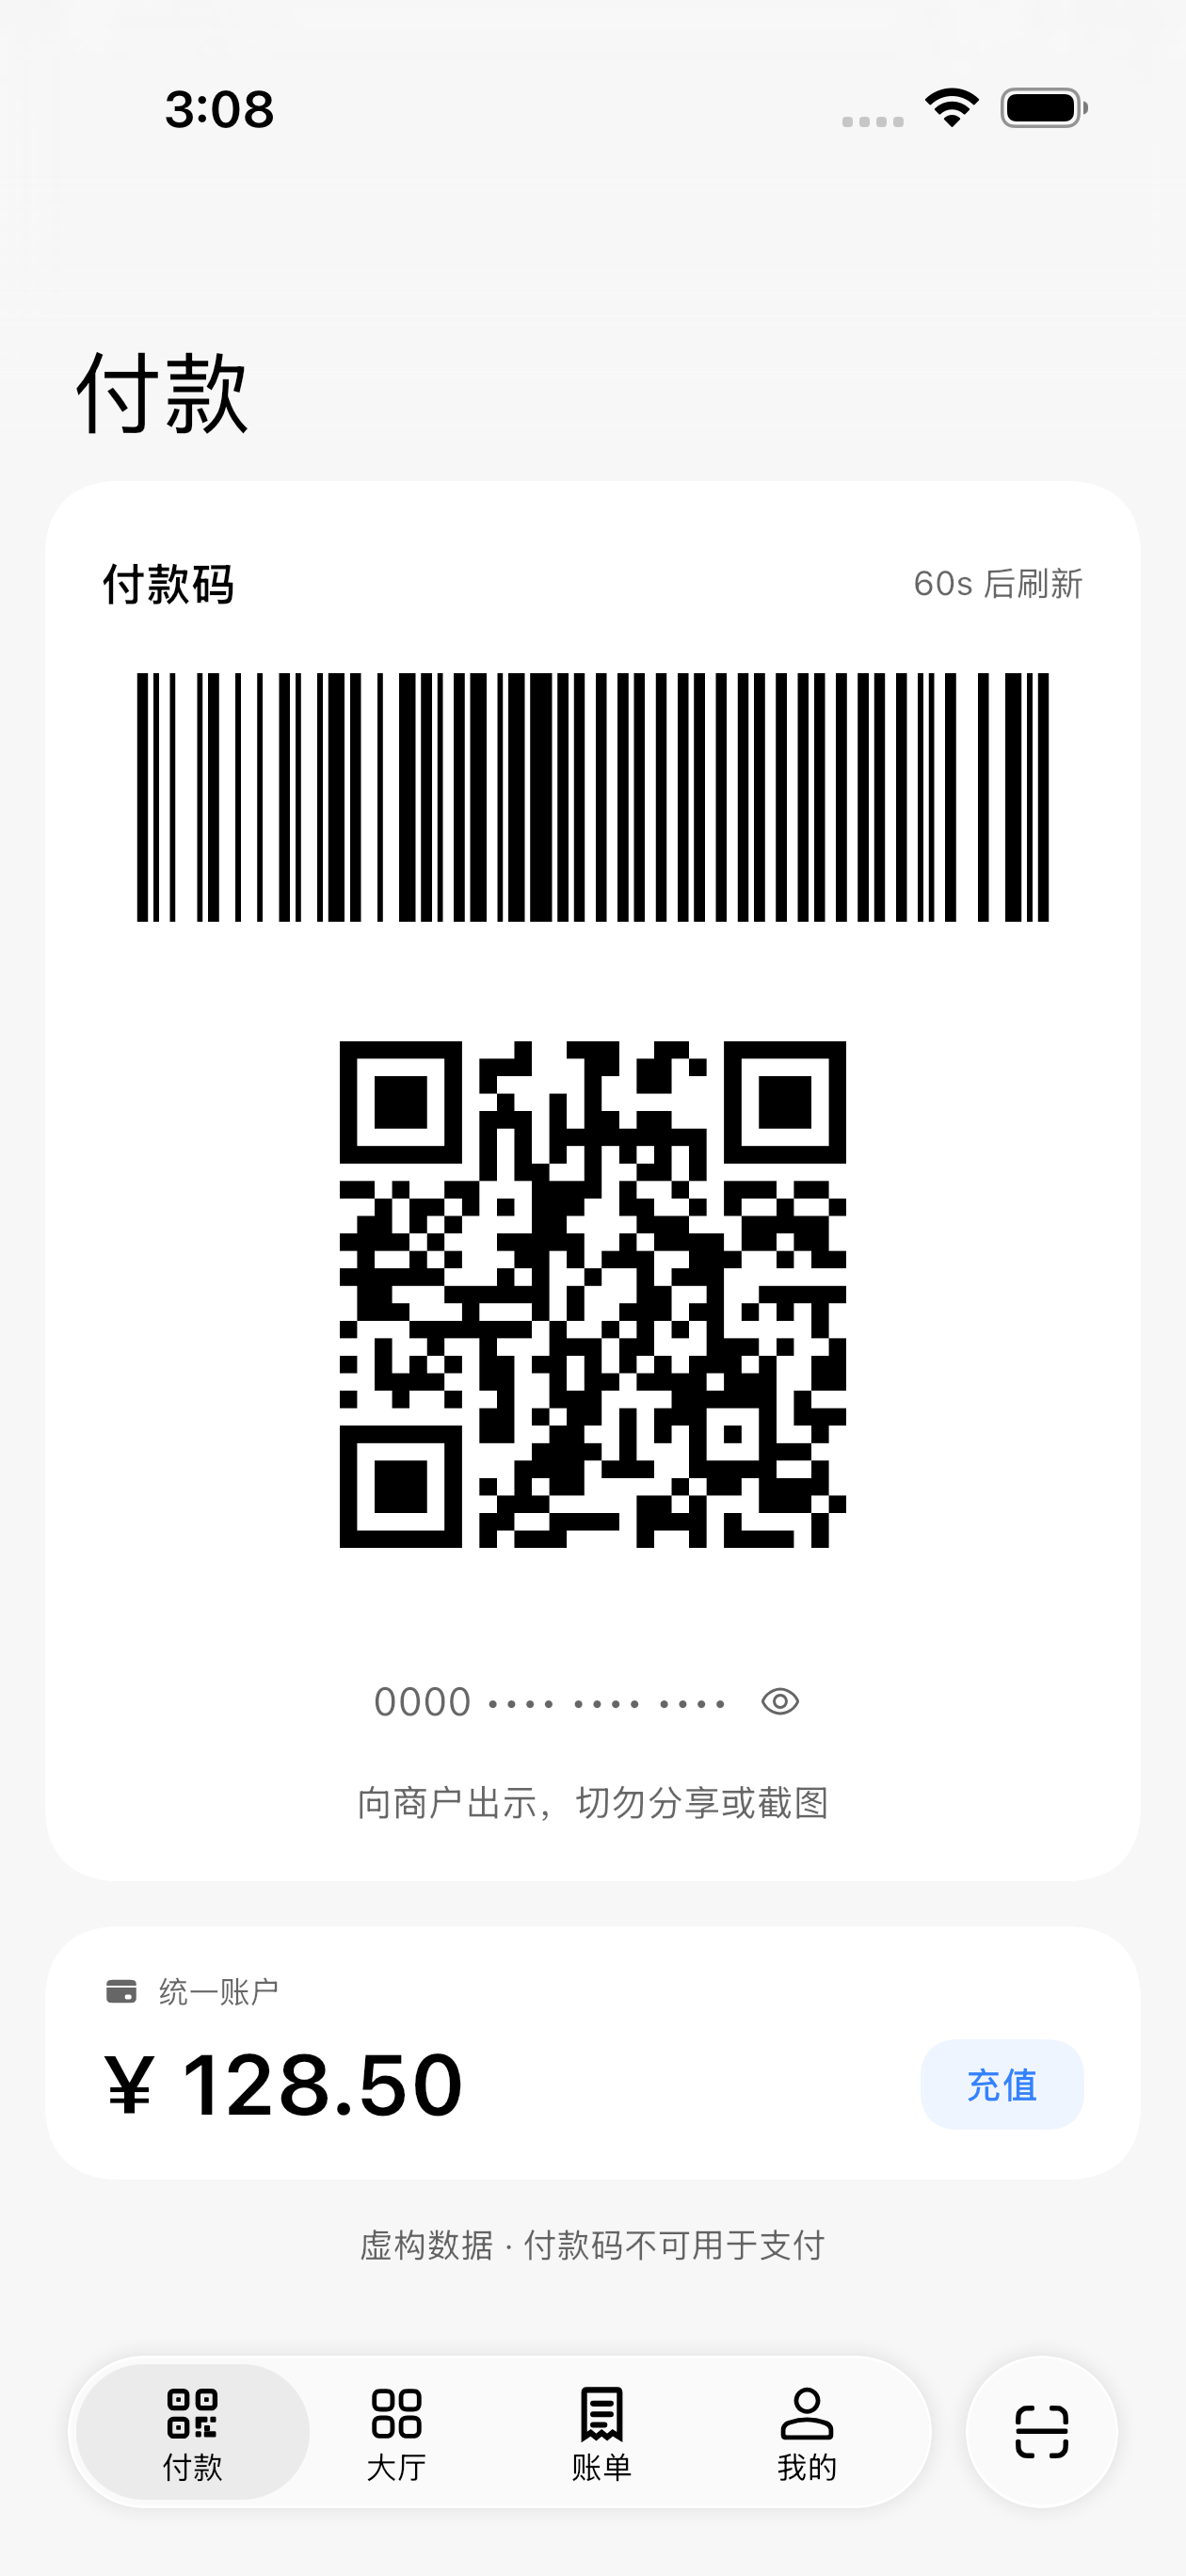 3:08
付款
付款码
60s 后刷新
0000 •••• •••• ••••
向商户出示，切勿分享或截图
统一账户
¥ 128.50
充值
虚构数据 · 付款码不可用于支付
付款
大厅
账单
我的